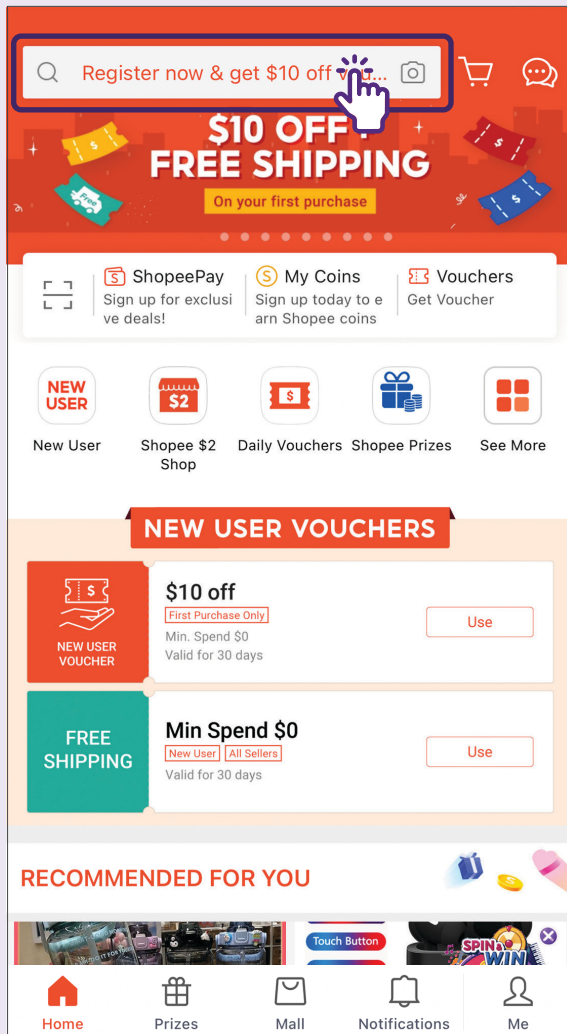 Register now & get $10 off
$10 OFF +
FREE SHIPPING
On your first purchase
Free
ShopeePay
Sign up for exclusi
ve deals!
My Coins
Sign up today to e
arn Shopee coins
Vouchers
Get Voucher
NEW
USER
$2
New User
Shopee $2
Shop
Daily Vouchers
Shopee Prizes
See More
NEW USER VOUCHERS
NEW USER
VOUCHER
$10 off
First Purchase Only
Min. Spend $0
Valid for 30 days
Use
FREE
SHIPPING
Min Spend $0
New User
All Sellers
Valid for 30 days
Use
RECOMMENDED FOR YOU
Touch Button
SPIN &
WIN
Home
Prizes
Mall
Notifications
Me